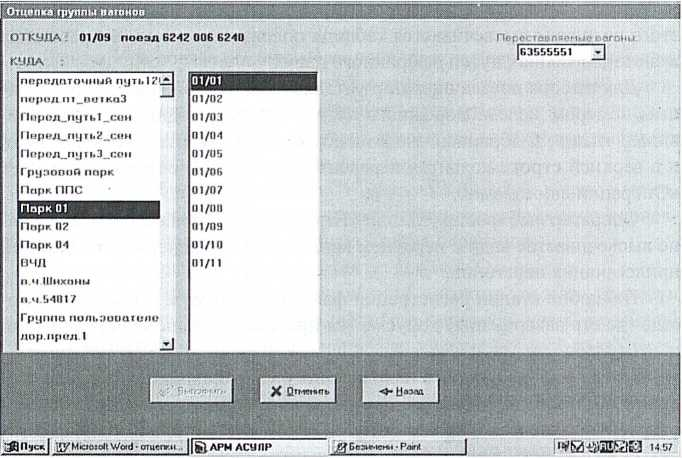 Отцепка группы вагонов
ОТКУДА: 01/09 поезд 6242 006 6240
Переставляемые вагоны:
63555551
КУДА :
передаточный путь12
перед.пт_ветка3
Перед_путь1_сен
Перед_путь2_сен
Перед_путь3_сен
Грузовой парк
Парк ППС
Парк 01
Парк 02
Парк 04
ВЧД
в.ч.Шиханы
в.ч.54817
Группа пользователе
дор.пред.1
01/01
01/02
01/03
01/04
01/05
01/06
01/07
01/08
01/09
01/10
01/11
Выполнить
Отменить
Назад
Пуск
Microsoft Word - отцепки...
АРМ АСУПР
Безимени - Paint
RU
14:57